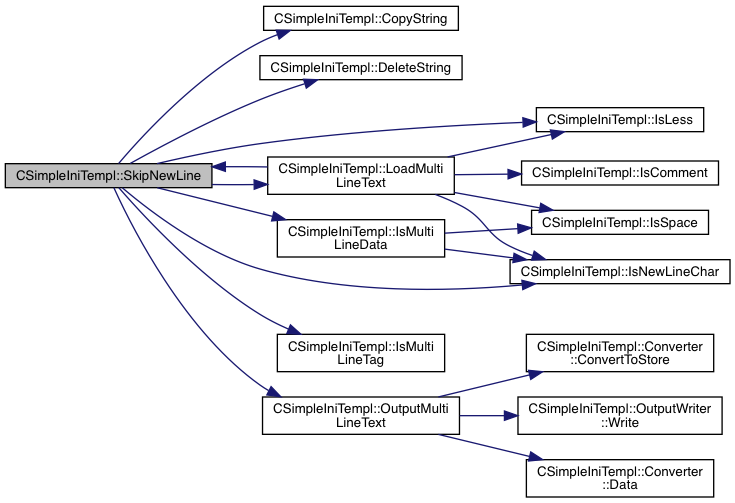 CSimpleIniTempl::CopyString
CSimpleIniTempl::DeleteString
CSimpleIniTempl::IsLess
CSimpleIniTempl::SkipNewLine
CSimpleIniTempl::LoadMulti
LineText
CSimpleIniTempl::IsComment
CSimpleIniTempl::IsSpace
CSimpleIniTempl::IsMulti
LineData
CSimpleIniTempl::IsNewLineChar
CSimpleIniTempl::IsMulti
LineTag
CSimpleIniTempl::Converter
::ConvertToStore
CSimpleIniTempl::OutputMulti
LineText
CSimpleIniTempl::OutputWriter
::Write
CSimpleIniTempl::Converter
::Data